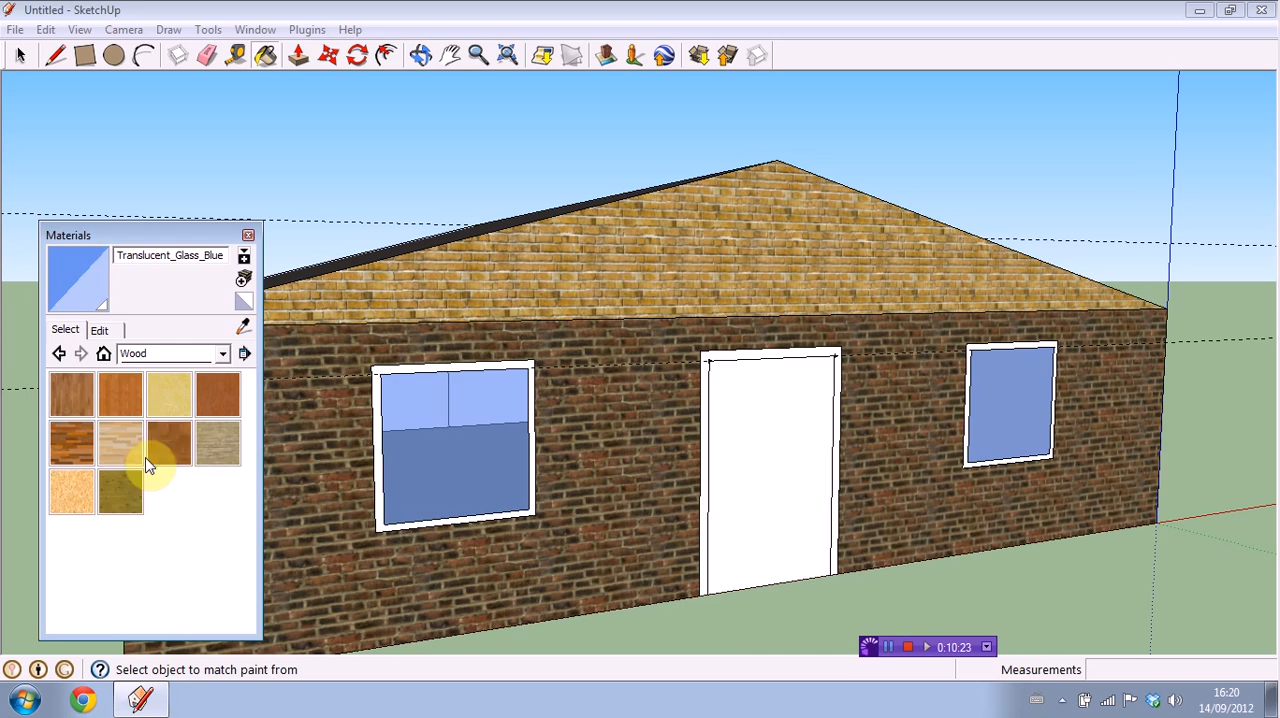 Untitled - SketchUp
File Edit View Camera Draw Tools Window Plugins Help
Materials
Translucent_Glass_Blue
Select Edit
Wood
0:10:23
Select object to match paint from
Measurements
16:20
14/09/2012